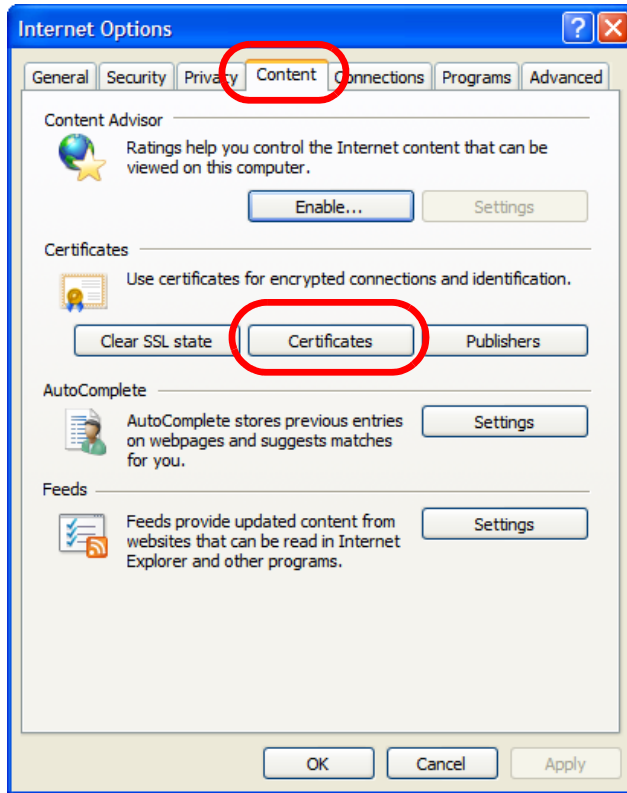 Internet Options
General Security Privacy Content Connections Programs Advanced
Content Advisor
Ratings help you control the Internet content that can be
viewed on this computer.
Enable... Settings
Certificates
Use certificates for encrypted connections and identification.
Clear SSL state Certificates Publishers
AutoComplete
AutoComplete stores previous entries
on webpages and suggests matches
for you.
Settings
Feeds
Feeds provide updated content from
websites that can be read in Internet
Explorer and other programs.
Settings
OK Cancel Apply